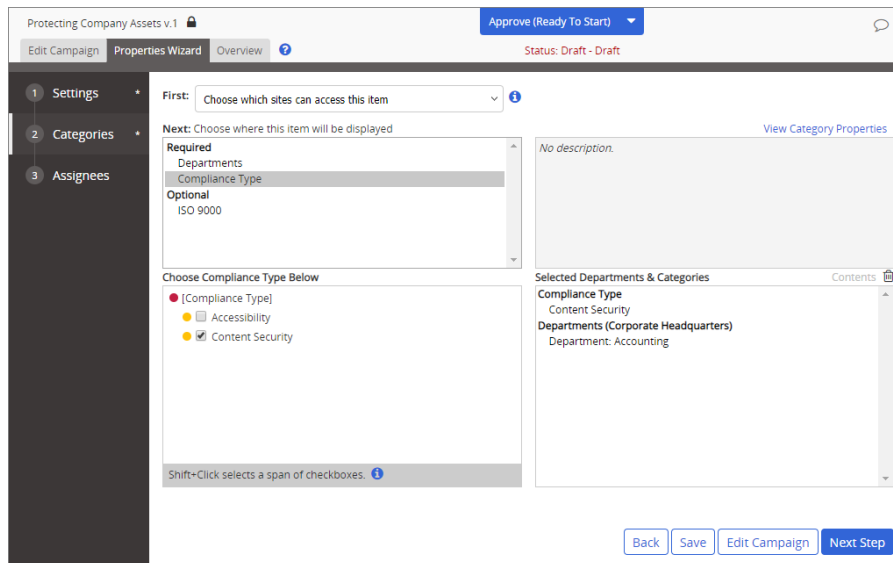 Protecting Company Assets v.1
Approve (Ready To Start)
Edit Campaign
Properties Wizard
Overview
?
Status: Draft - Draft
1 Settings *
2 Categories *
3 Assignees
First: Choose which sites can access this item
Next: Choose where this item will be displayed
View Category Properties
Required
Departments
Compliance Type
Optional
ISO 9000
No description.
Choose Compliance Type Below
[Compliance Type]
Accessibility
Content Security
Shift+Click selects a span of checkboxes.
Selected Departments & Categories
Contents
Compliance Type
Content Security
Departments (Corporate Headquarters)
Department: Accounting
Back
Save
Edit Campaign
Next Step